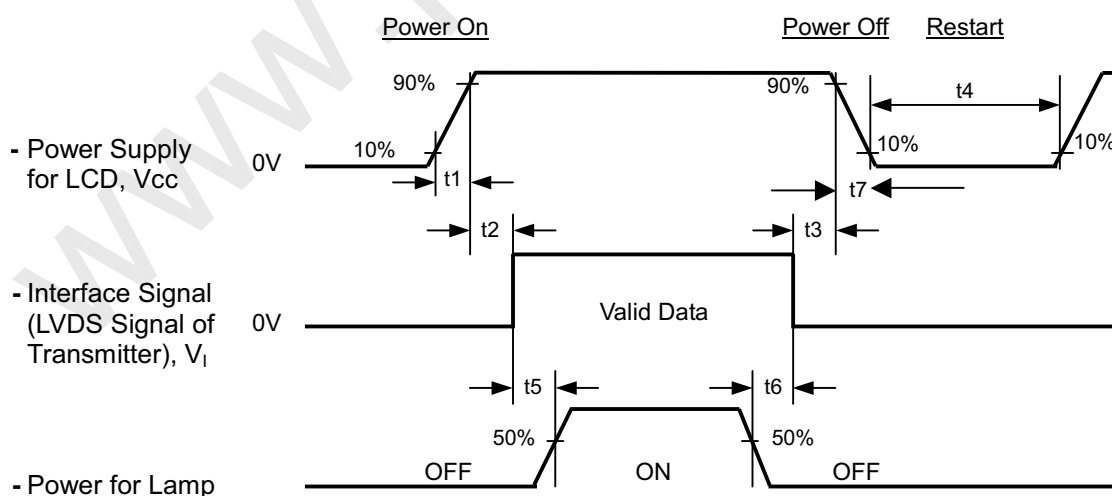 Power On
Power Off Restart
90%
90%
t4
- Power Supply
for LCD, Vcc
0V
10%
10%
10%
t1
t7
t2
t3
- Interface Signal
(LVDS Signal of
Transmitter), VI
0V
Valid Data
t5
t6
50%
50%
- Power for Lamp
OFF
ON
OFF